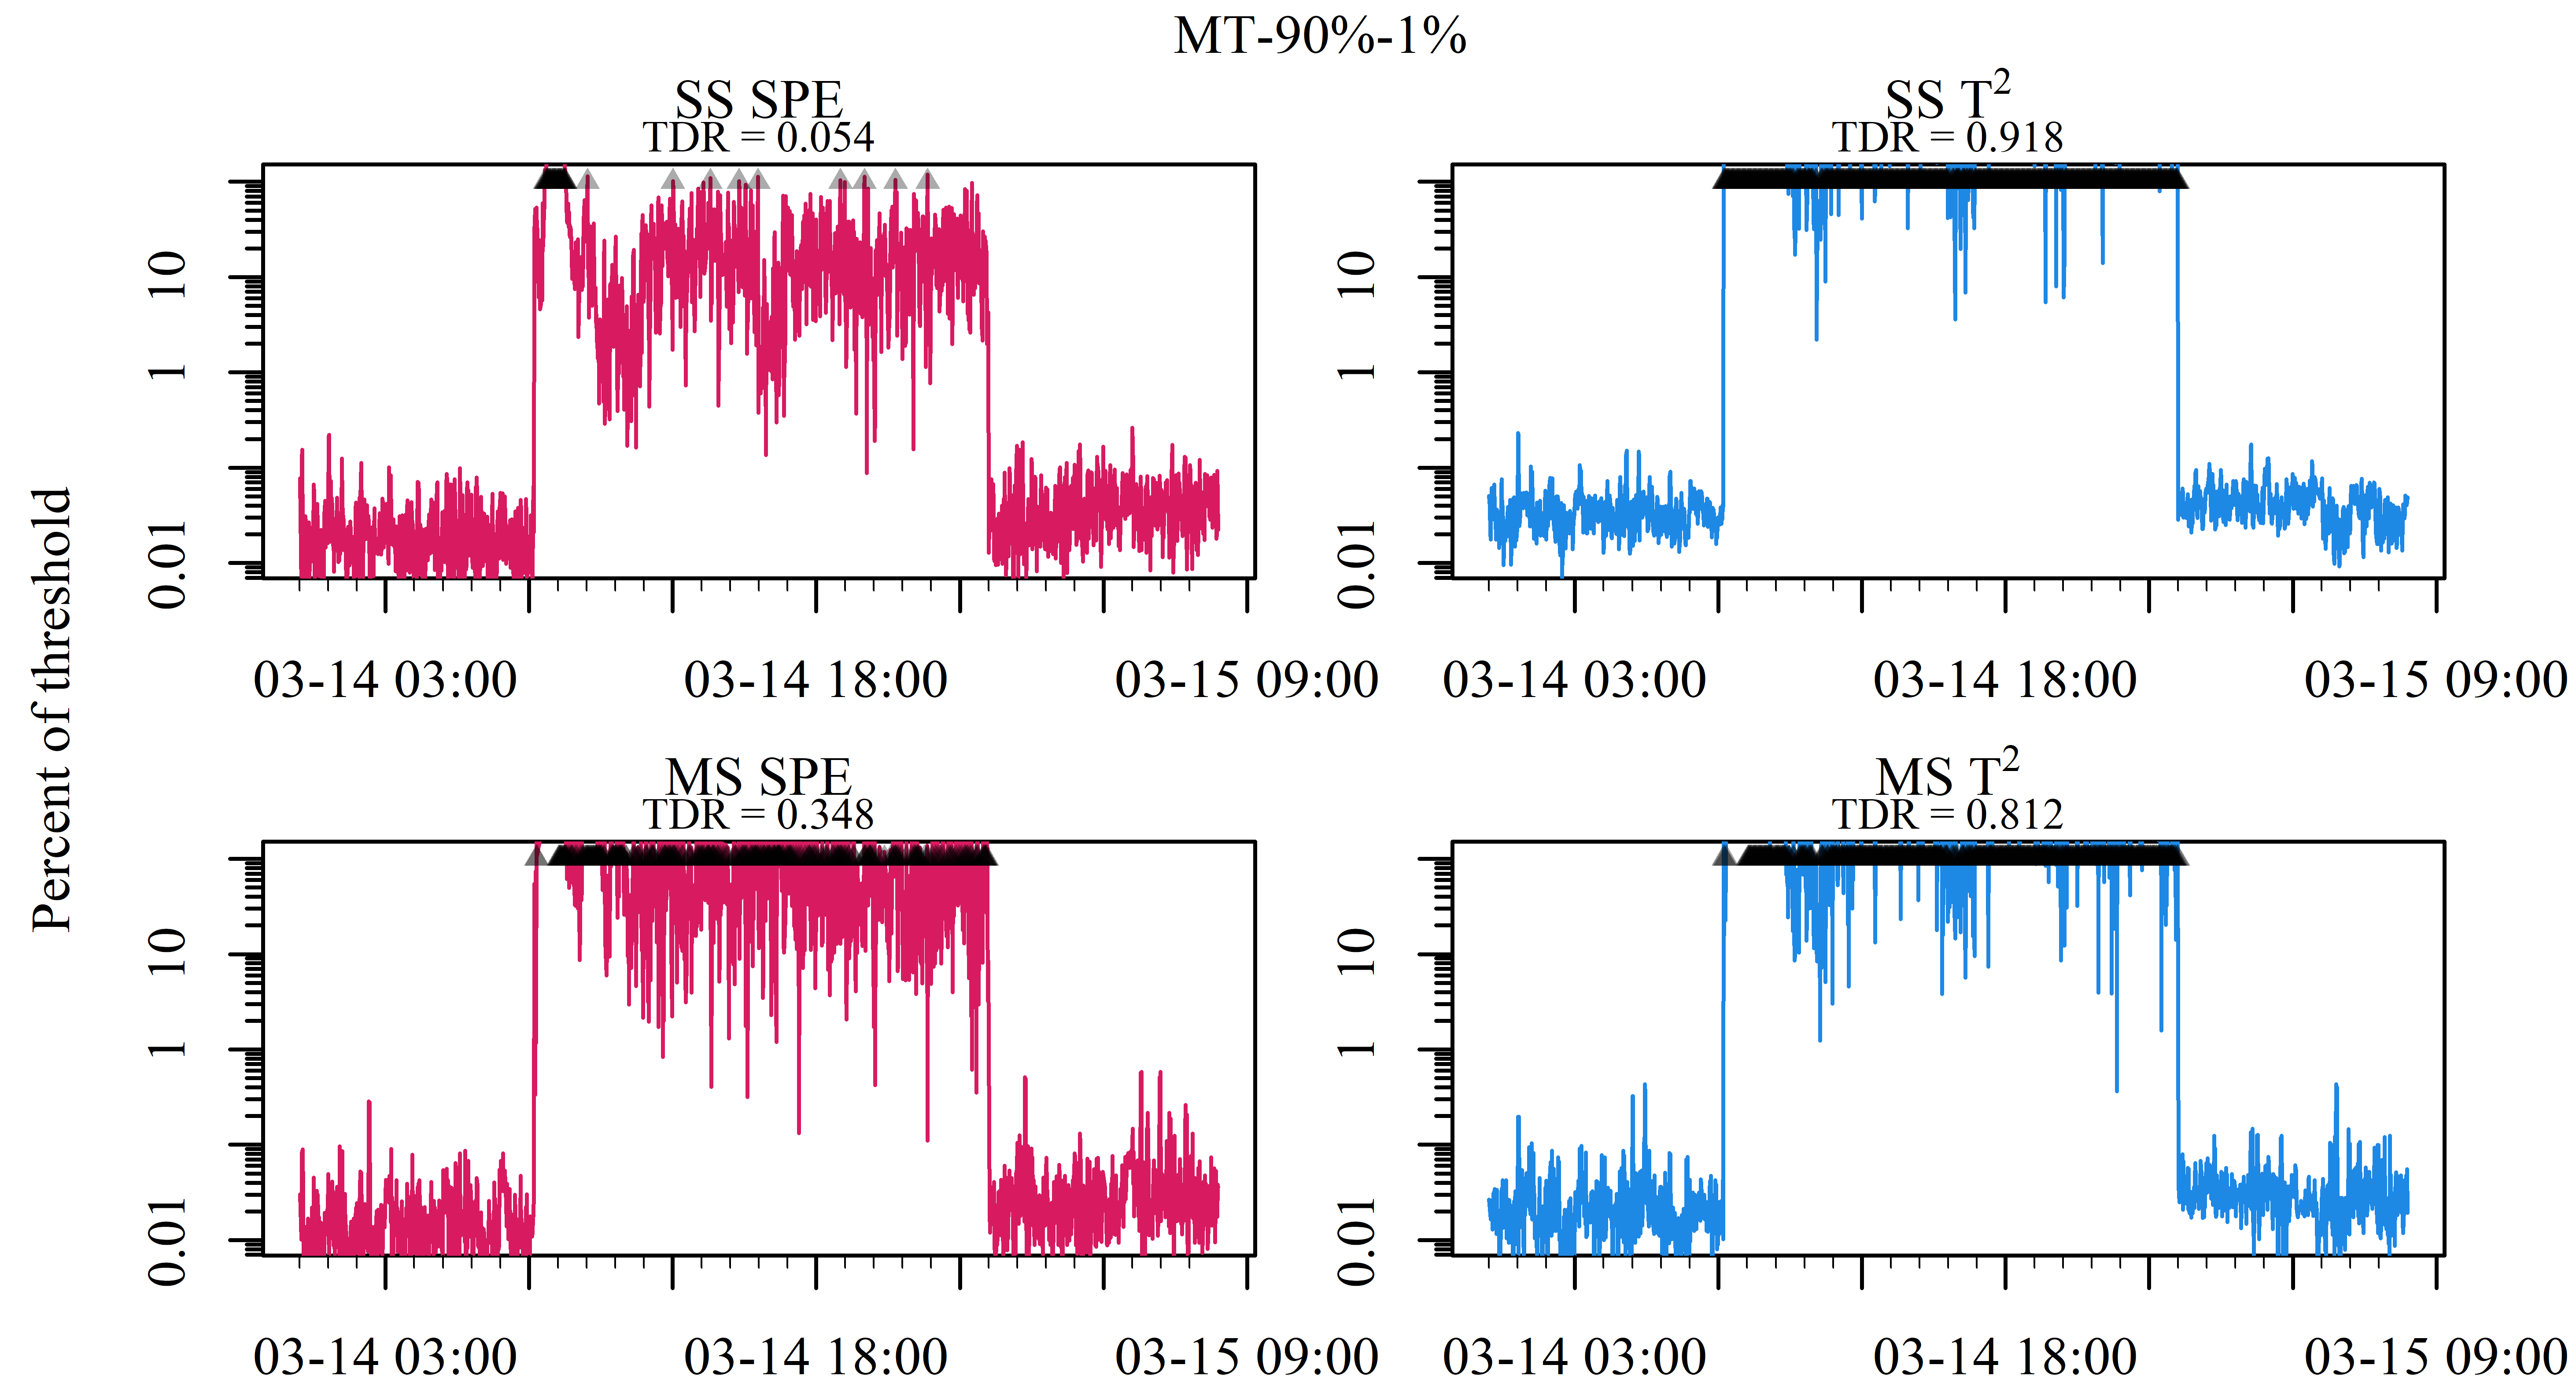 MT-90%-1%
SS SPE
TDR = 0.054
10
1
0.01
03-14 03:00
03-14 18:00
03-15 09:00
SS T²
TDR = 0.918
10
1
0.01
03-14 03:00
03-14 18:00
03-15 09:00
Percent of threshold
MS SPE
TDR = 0.348
10
1
0.01
03-14 03:00
03-14 18:00
03-15 09:00
MS T²
TDR = 0.812
10
1
0.01
03-14 03:00
03-14 18:00
03-15 09:00